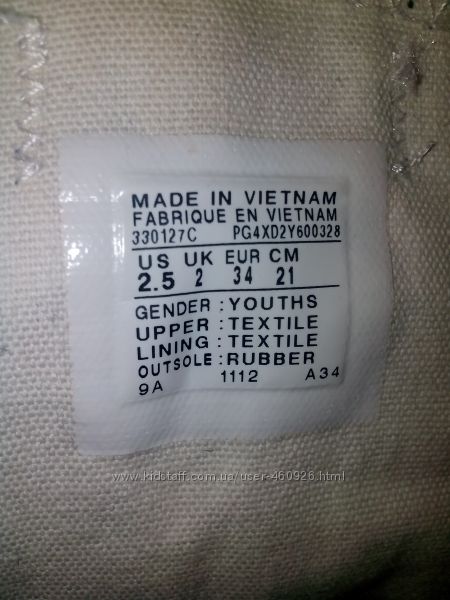 MADE IN VIETNAM
FABRIQUE EN VIETNAM
330127C PG4XD2Y600328
US UK EUR CM
2.5 2 34 21
GENDER : YOUTHS
UPPER : TEXTILE
LINING : TEXTILE
OUTSOLE : RUBBER
9A 1112 A34
www.kidstaff.com.ua/user-460926.html